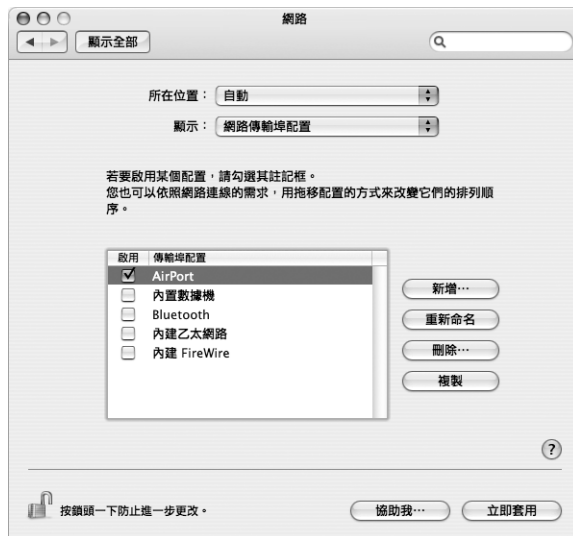 網路
顯示全部
所在位置： 自動
顯示： 網路傳輸埠配置
若要啟用某個配置，請勾選其註記框。
您也可以依照網路連線的需求，用拖移配置的方式來改變它們的排列順
序。
啟用 傳輸埠配置
AirPort
內置數據機
Bluetooth
內建乙太網路
內建 FireWire
新增…
重新命名
刪除…
複製
?
按鎖頭一下防止進一步更改。
協助我…
立即套用